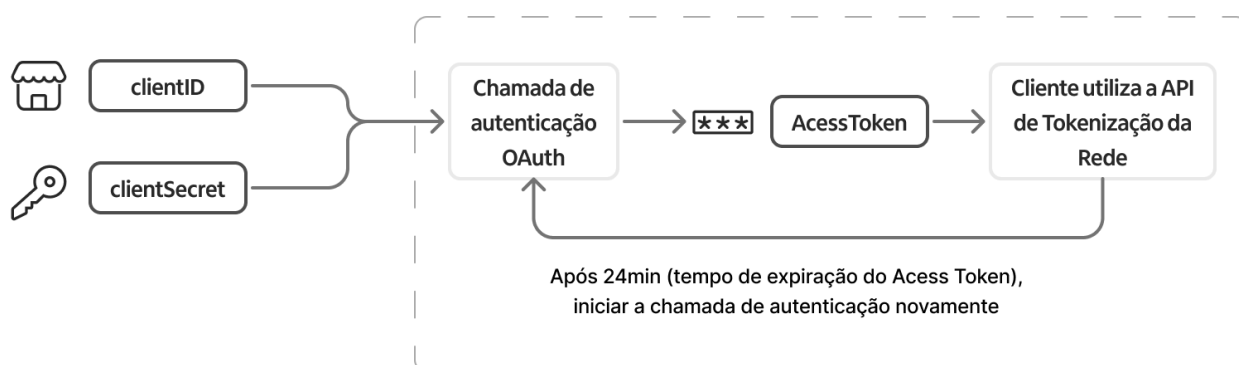 clientID
clientSecret
Chamada de
autenticação
OAuth
***
AcessToken
Cliente utiliza a API
de Tokenização da
Rede
Após 24min (tempo de expiração do Acess Token),
iniciar a chamada de autenticação novamente